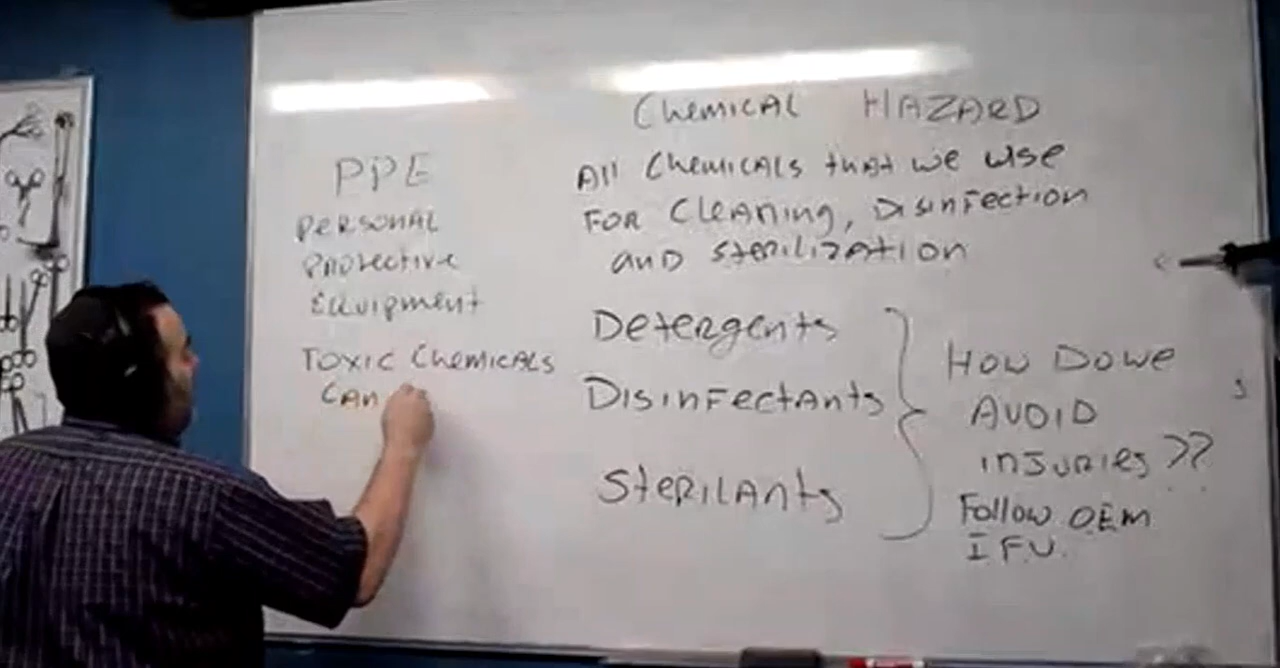 Chemical HAZARD
All Chemicals that we use
FOR Cleaning, Disinfection
and sterilization
PPE
Personal
Protective
Equipment
Toxic Chemicals
Can
Detergents
Disinfectants
Sterilants
How Do we
AVOID
injuries ??
Follow OEM
IFU.